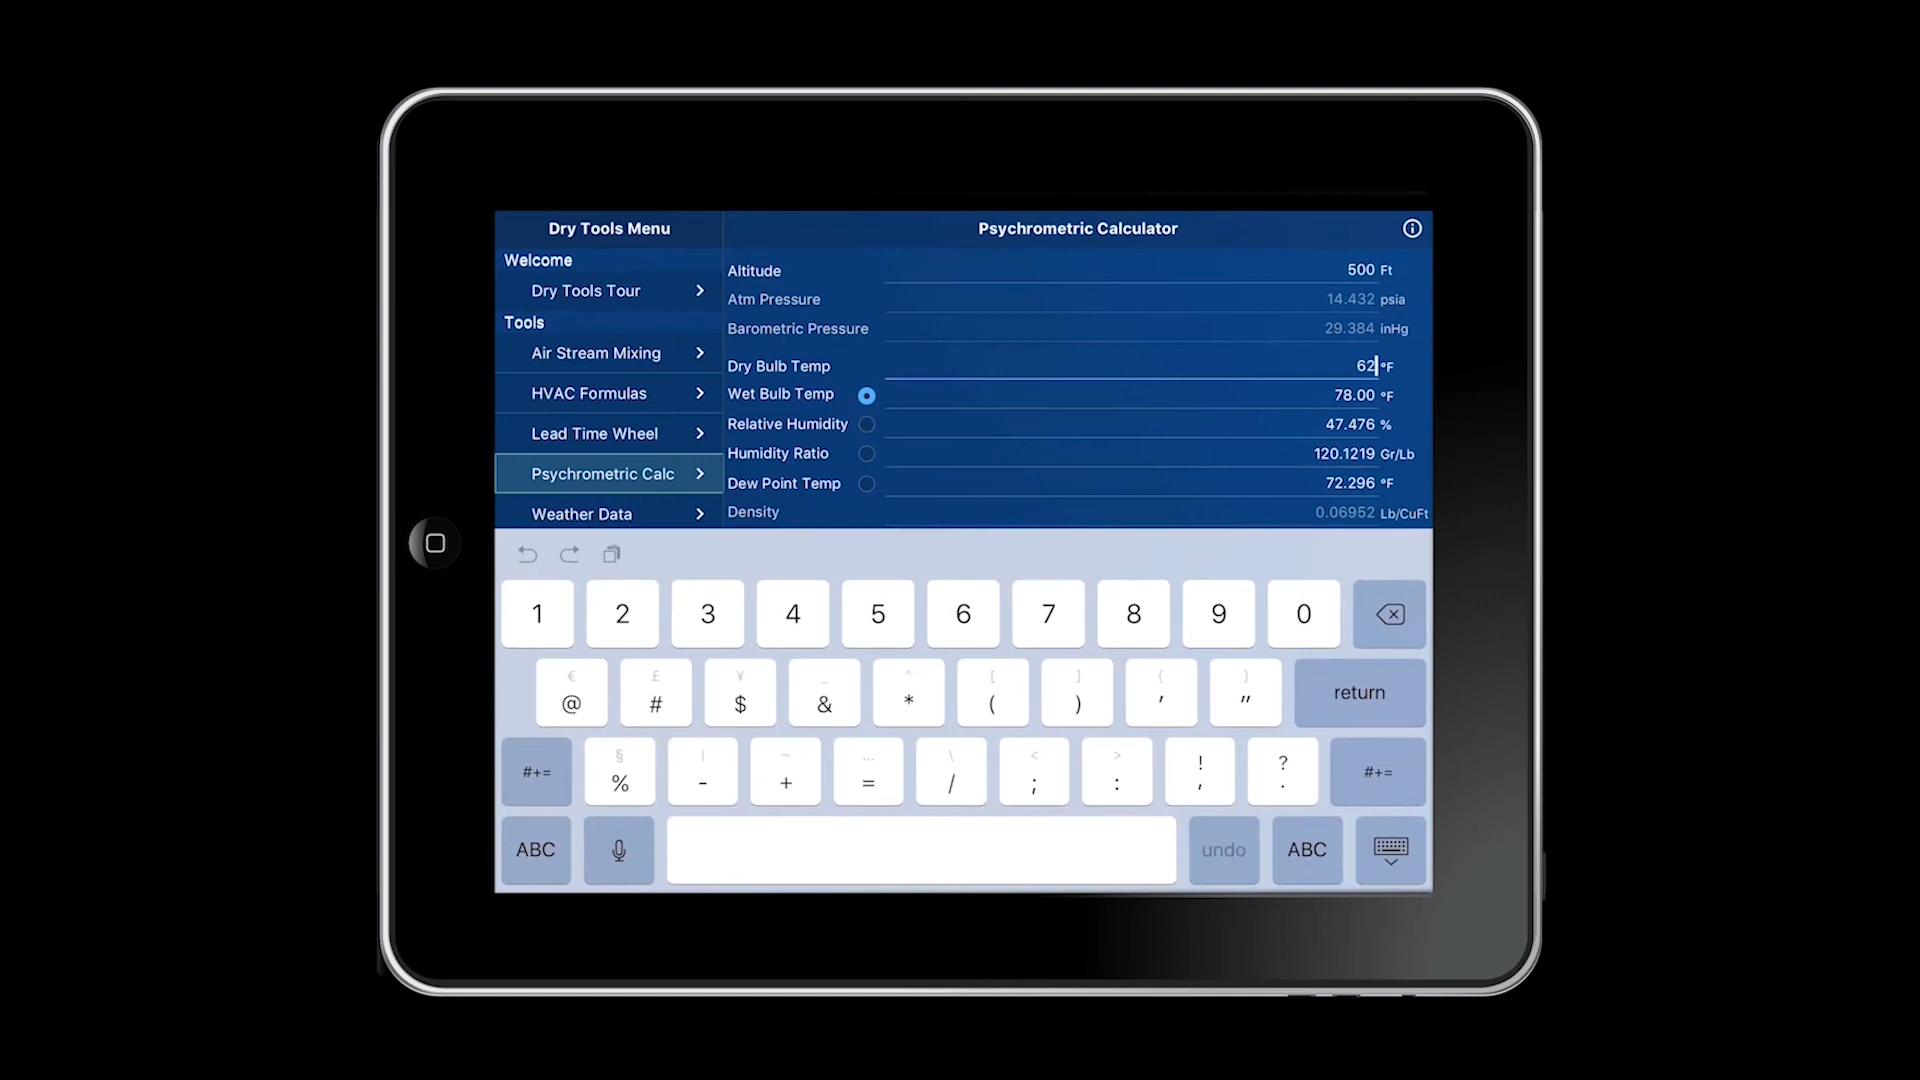 Dry Tools Menu
Psychrometric Calculator
Welcome
Dry Tools Tour
Tools
Air Stream Mixing
HVAC Formulas
Lead Time Wheel
Psychrometric Calc
Weather Data
Altitude 500 Ft
Atm Pressure 14.432 psia
Barometric Pressure 29.384 inHg
Dry Bulb Temp 62 °F
Wet Bulb Temp 78.00 °F
Relative Humidity 47.476 %
Humidity Ratio 120.1219 Gr/Lb
Dew Point Temp 72.296 °F
Density 0.06952 Lb/CuFt
1 2 3 4 5 6 7 8 9 0
€ £ ¥ _ ^ [ ] { }
@ # $ & * ( ) ' " return
§ | ~ … \ < > ! ?
#+= % - + = / ; : , . #+=
ABC undo ABC